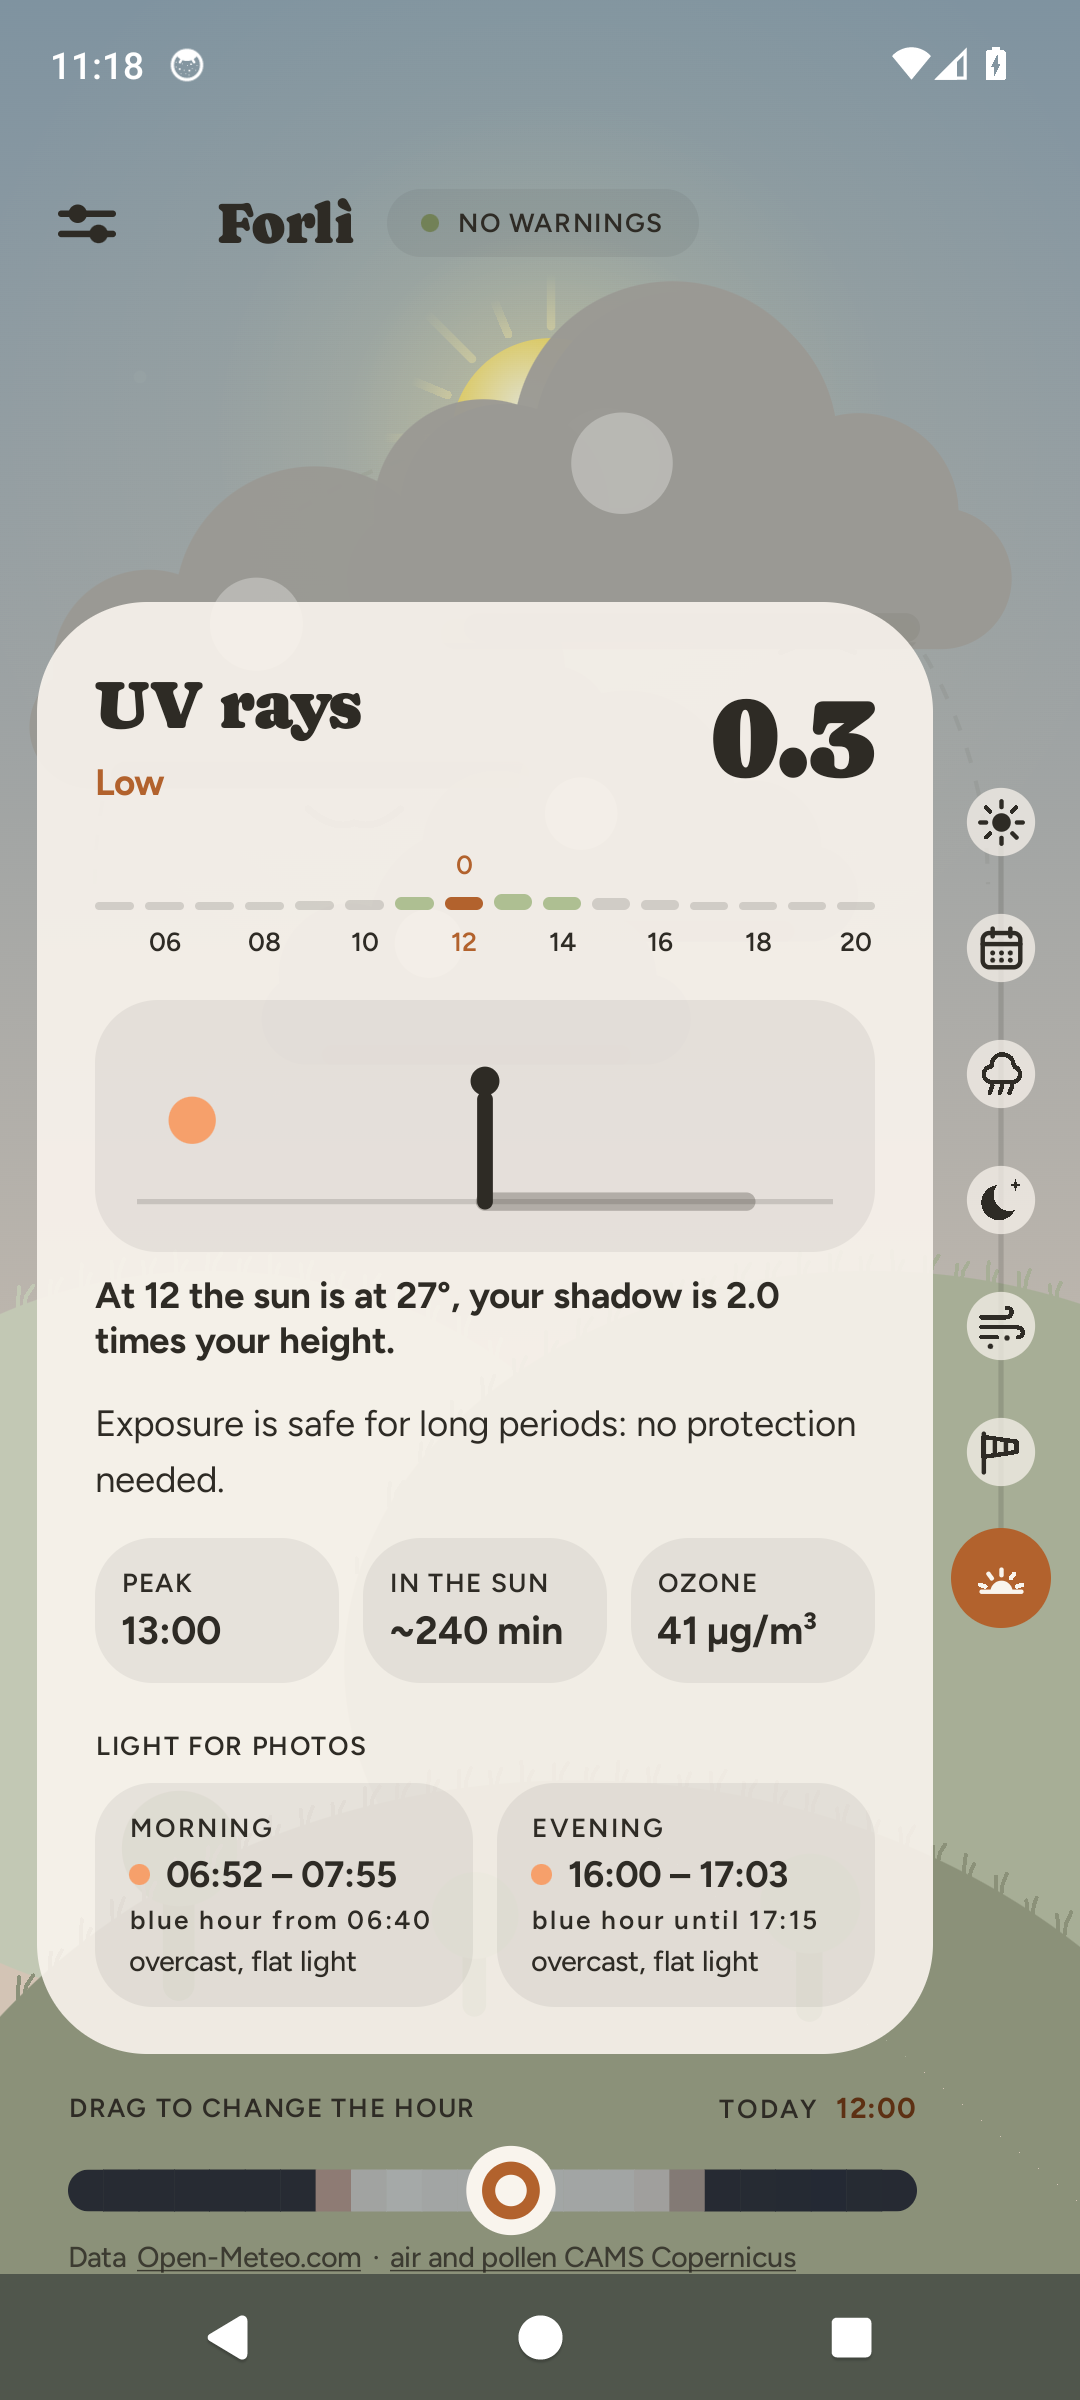 11:18
Forlì
NO WARNINGS
UV rays
0.3
Low
0
06 08 10 12 14 16 18 20
At 12 the sun is at 27°, your shadow is 2.0
times your height.
Exposure is safe for long periods: no protection
needed.
PEAK
13:00
IN THE SUN
~240 min
OZONE
41 µg/m³
LIGHT FOR PHOTOS
MORNING
06:52 – 07:55
blue hour from 06:40
overcast, flat light
EVENING
16:00 – 17:03
blue hour until 17:15
overcast, flat light
DRAG TO CHANGE THE HOUR
TODAY 12:00
Data Open-Meteo.com · air and pollen CAMS Copernicus